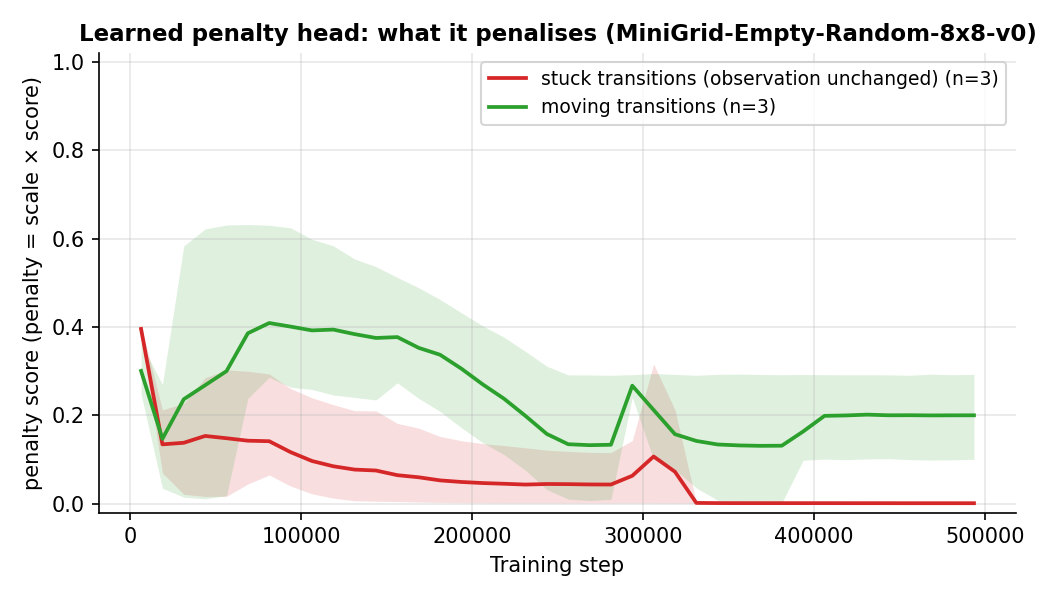 Learned penalty head: what it penalises (MiniGrid-Empty-Random-8x8-v0)
penalty score (penalty = scale × score)
1.0
0.8
0.6
0.4
0.2
0.0
stuck transitions (observation unchanged) (n=3)
moving transitions (n=3)
0 100000 200000 300000 400000 500000
Training step